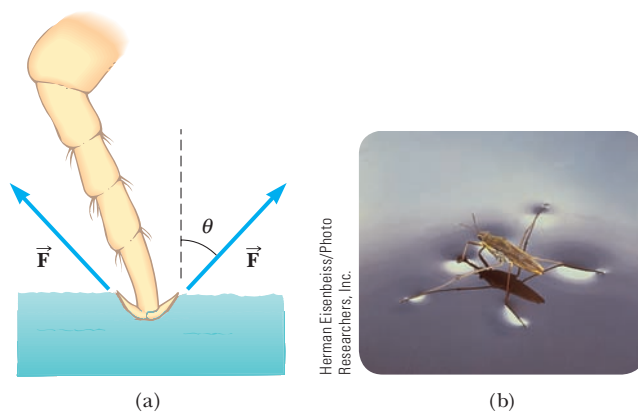 θ
F
F
(a)
Herman Eisenbeiss/Photo
Researchers, Inc.
(b)